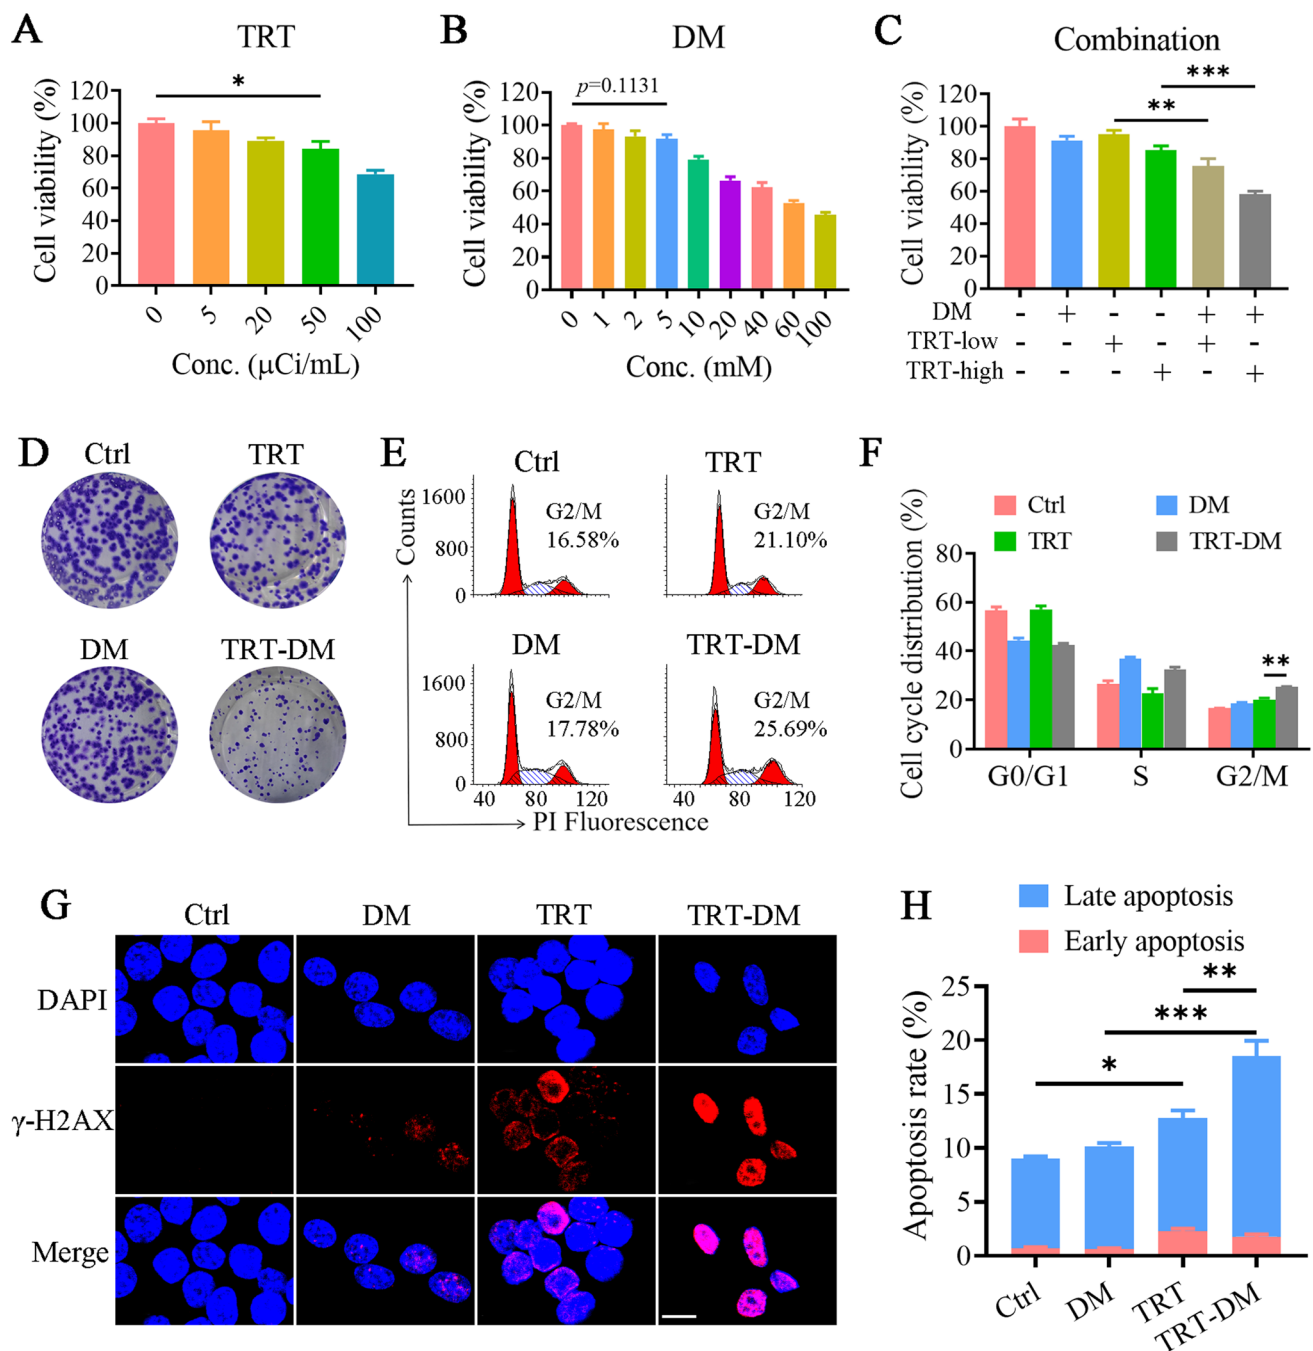 A
TRT
Cell viability (%)
120
100
80
60
40
20
0
*
0 5 20 50 100
Conc. (μCi/mL)
B
DM
Cell viability (%)
120
100
80
60
40
20
0
p=0.1131
0 1 2 5 10 20 40 60 100
Conc. (mM)
C
Combination
Cell viability (%)
120
100
80
60
40
20
0
***
**
DM - + - - + +
TRT-low - - + - + -
TRT-high - - - + - +
D
Ctrl TRT
DM TRT-DM
E
Counts
Ctrl
1600
800
0
G2/M
16.58%
TRT
G2/M
21.10%
DM
1600
800
0
G2/M
17.78%
40 80 120
TRT-DM
G2/M
25.69%
40 80 120
PI Fluorescence
F
Ctrl DM
TRT TRT-DM
Cell cycle distribution (%)
80
60
40
20
0
**
G0/G1 S G2/M
G
Ctrl DM TRT TRT-DM
DAPI
γ-H2AX
Merge
H
Late apoptosis
Early apoptosis
Apoptosis rate (%)
25
20
15
10
5
0
**
***
*
Ctrl DM TRT TRT-DM